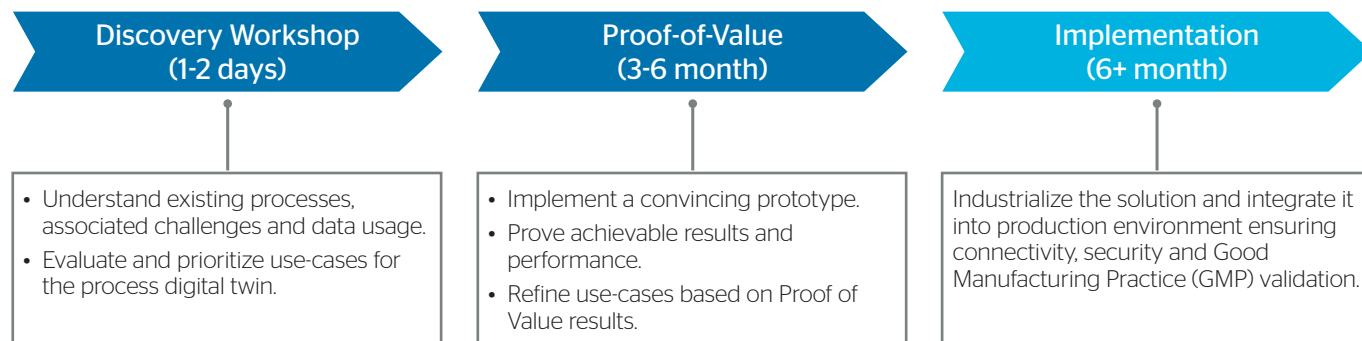 Discovery Workshop
(1-2 days)
Proof-of-Value
(3-6 month)
Implementation
(6+ month)
• Understand existing processes,
associated challenges and data usage.
• Evaluate and prioritize use-cases for
the process digital twin.
• Implement a convincing prototype.
• Prove achievable results and
performance.
• Refine use-cases based on Proof of
Value results.
Industrialize the solution and integrate it
into production environment ensuring
connectivity, security and Good
Manufacturing Practice (GMP) validation.